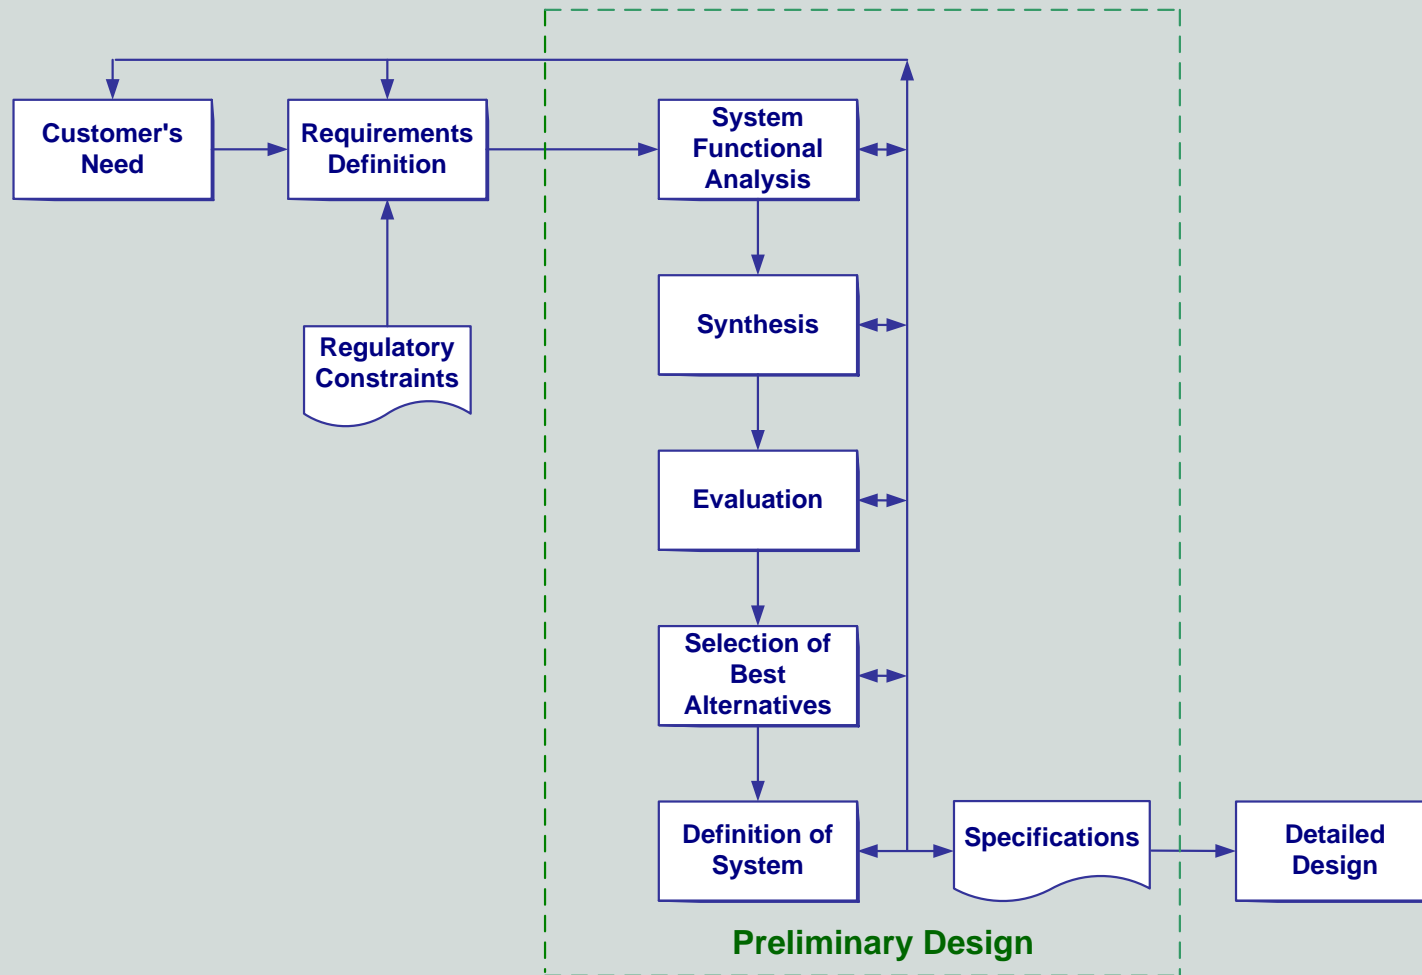 Customer's
Need
Requirements
Definition
System
Functional
Analysis
Synthesis
Regulatory
Constraints
Evaluation
Selection of
Best
Alternatives
Definition of
System
Specifications
Detailed
Design
Preliminary Design